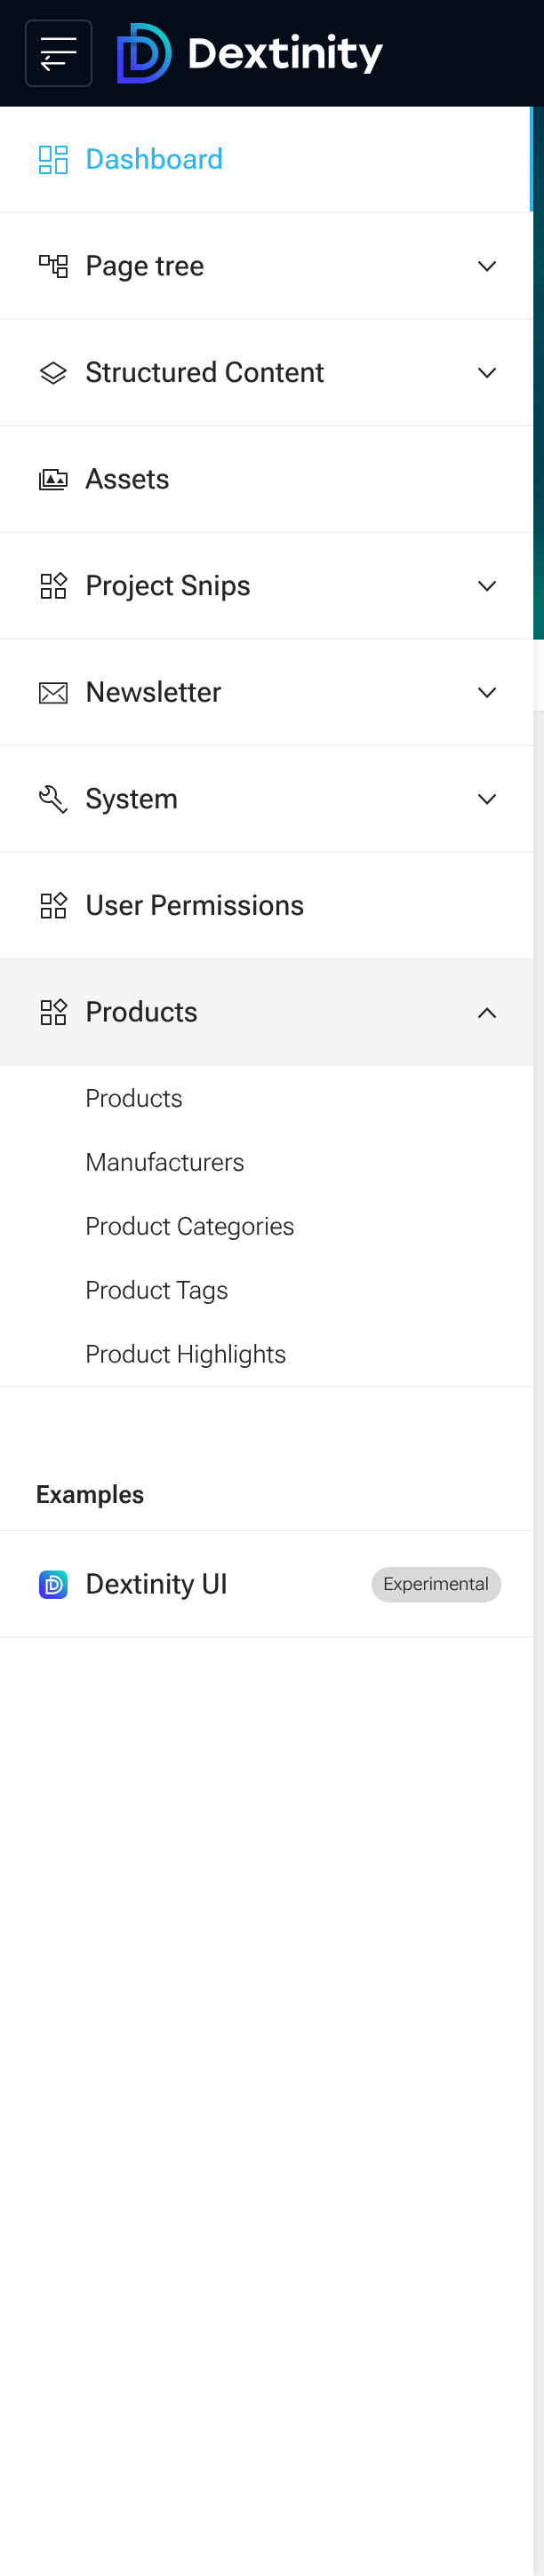 Dextinity
Dashboard
Page tree
Structured Content
Assets
Project Snips
Newsletter
System
User Permissions
Products
Products
Manufacturers
Product Categories
Product Tags
Product Highlights
Examples
Dextinity UI Experimental